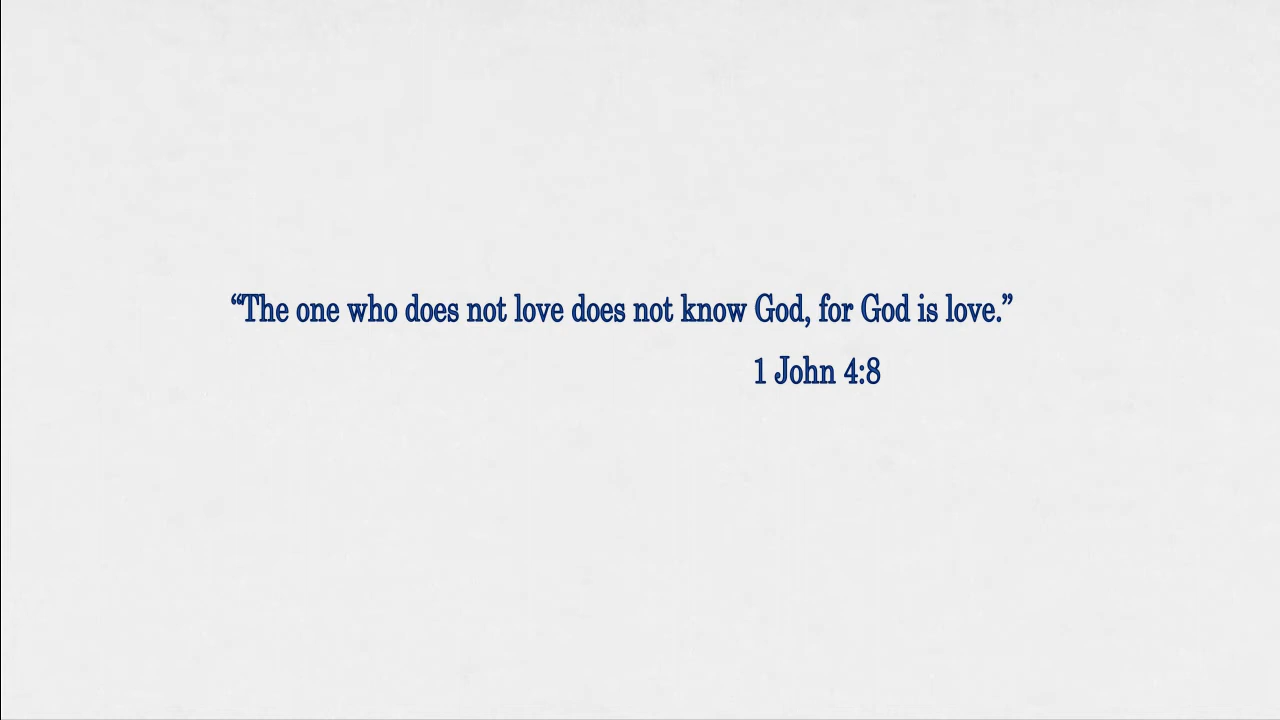 “The one who does not love does not know God, for God is love.”
1 John 4:8